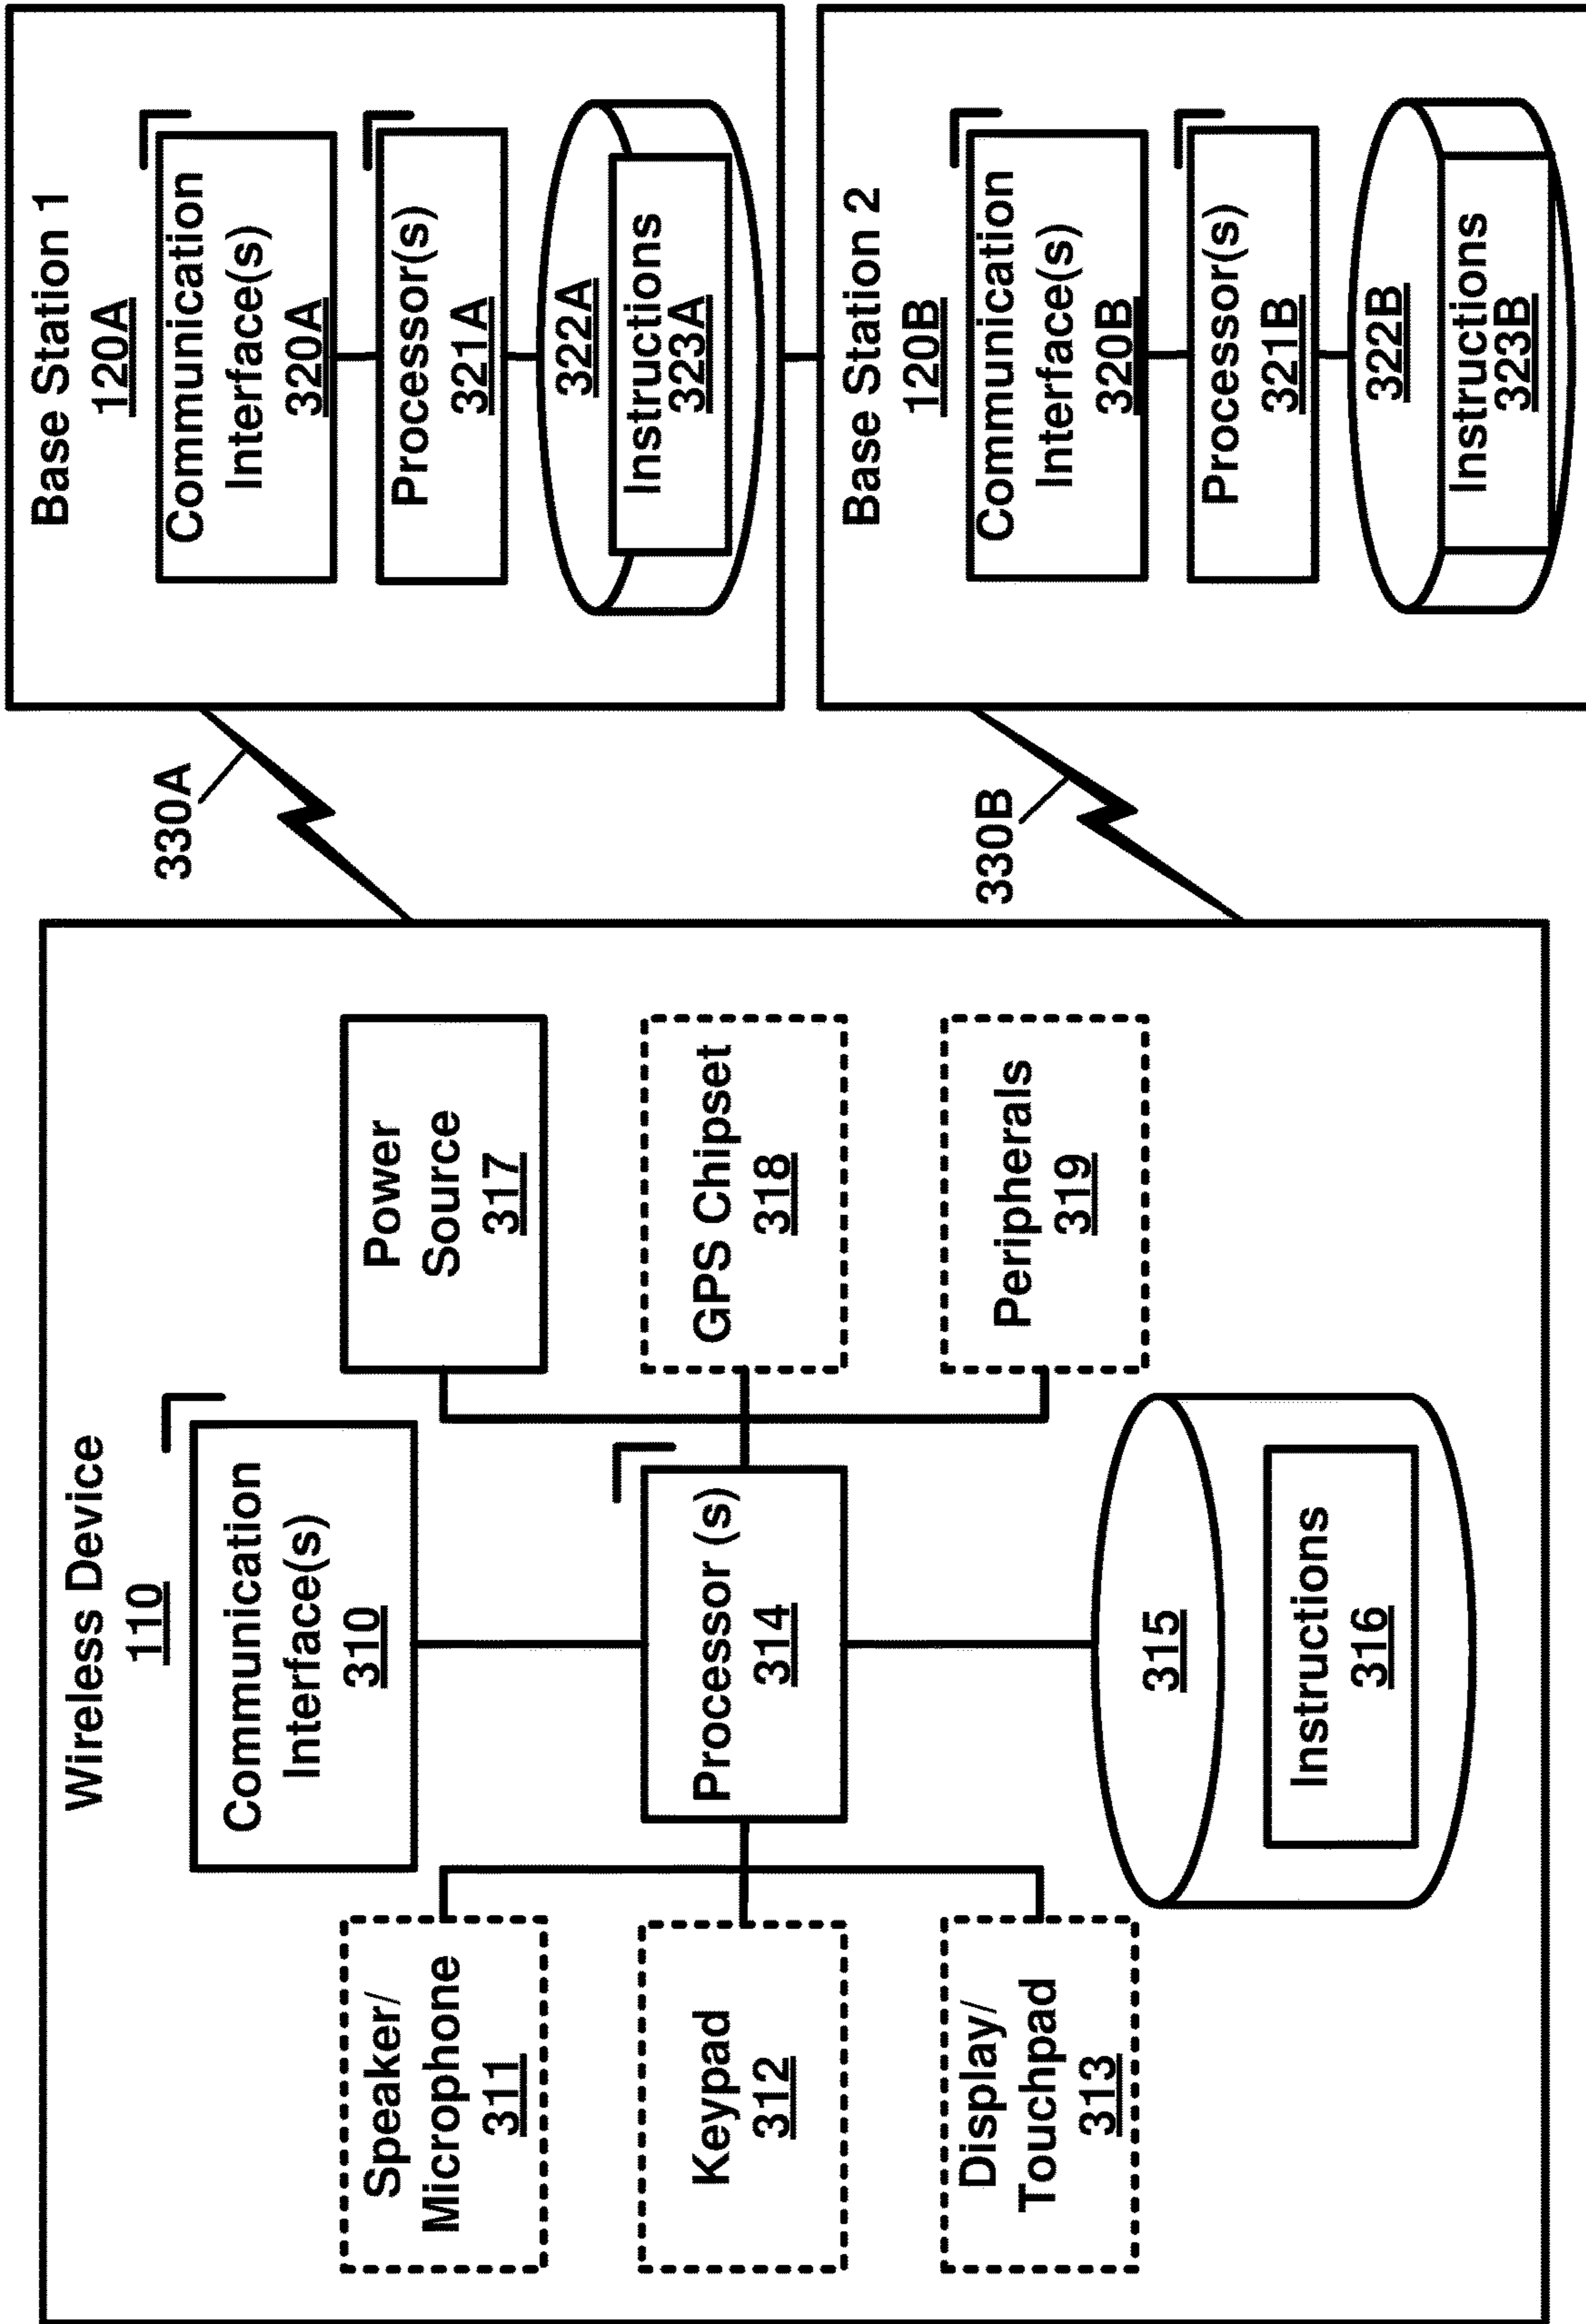 Wireless Device
110
Communication
Interface(s)
310
Speaker/
Microphone
311
Keypad
312
Display/
Touchpad
313
Processor (s)
314
Power
Source
317
GPS Chipset
318
Peripherals
319
315
Instructions
316
330A
330B
Base Station 1
120A
Communication
Interface(s)
320A
Processor(s)
321A
322A
Instructions
323A
Base Station 2
120B
Communication
Interface(s)
320B
Processor(s)
321B
322B
Instructions
323B